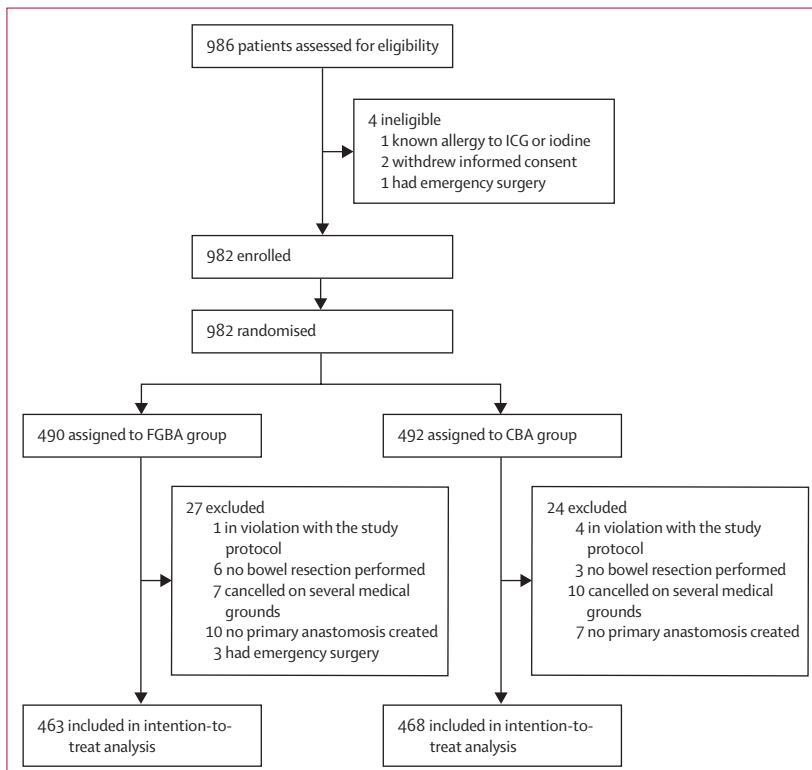 986 patients assessed for eligibility
4 ineligible
1 known allergy to ICG or iodine
2 withdrew informed consent
1 had emergency surgery
982 enrolled
982 randomised
490 assigned to FGBA group
492 assigned to CBA group
27 excluded
1 in violation with the study
protocol
6 no bowel resection performed
7 cancelled on several medical
grounds
10 no primary anastomosis created
3 had emergency surgery
24 excluded
4 in violation with the study
protocol
3 no bowel resection performed
10 cancelled on several medical
grounds
7 no primary anastomosis created
463 included in intention-to-
treat analysis
468 included in intention-to-
treat analysis